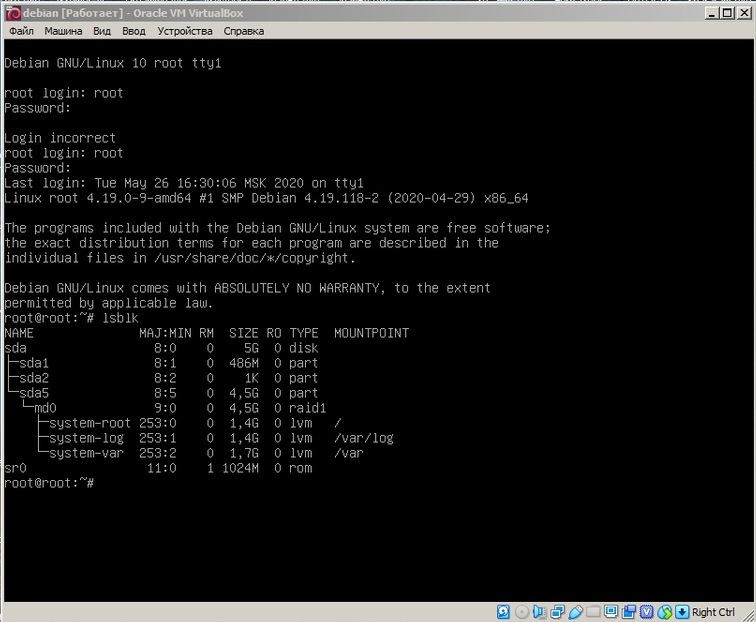 debian [Работает] - Oracle VM VirtualBox
Файл Машина Вид Ввод Устройства Справка
Debian GNU/Linux 10 root tty1
root login: root
Password:
Login incorrect
root login: root
Password:
Last login: Tue May 26 16:30:06 MSK 2020 on tty1
Linux root 4.19.0-9-amd64 #1 SMP Debian 4.19.118-2 (2020-04-29) x86_64
The programs included with the Debian GNU/Linux system are free software;
the exact distribution terms for each program are described in the
individual files in /usr/share/doc/*/copyright.
Debian GNU/Linux comes with ABSOLUTELY NO WARRANTY, to the extent
permitted by applicable law.
root@root:~# lsblk
NAME MAJ:MIN RM SIZE RO TYPE MOUNTPOINT
sda 8:0 0 5G 0 disk
├─sda1 8:1 0 486M 0 part
├─sda2 8:2 0 1K 0 part
└─sda5 8:5 0 4,5G 0 part
└─md0 9:0 0 4,5G 0 raid1
├─system-root 253:0 0 1,4G 0 lvm /
├─system-log 253:1 0 1,4G 0 lvm /var/log
└─system-var 253:2 0 1,7G 0 lvm /var
sr0 11:0 1 1024M 0 rom
root@root:~#
Right Ctrl